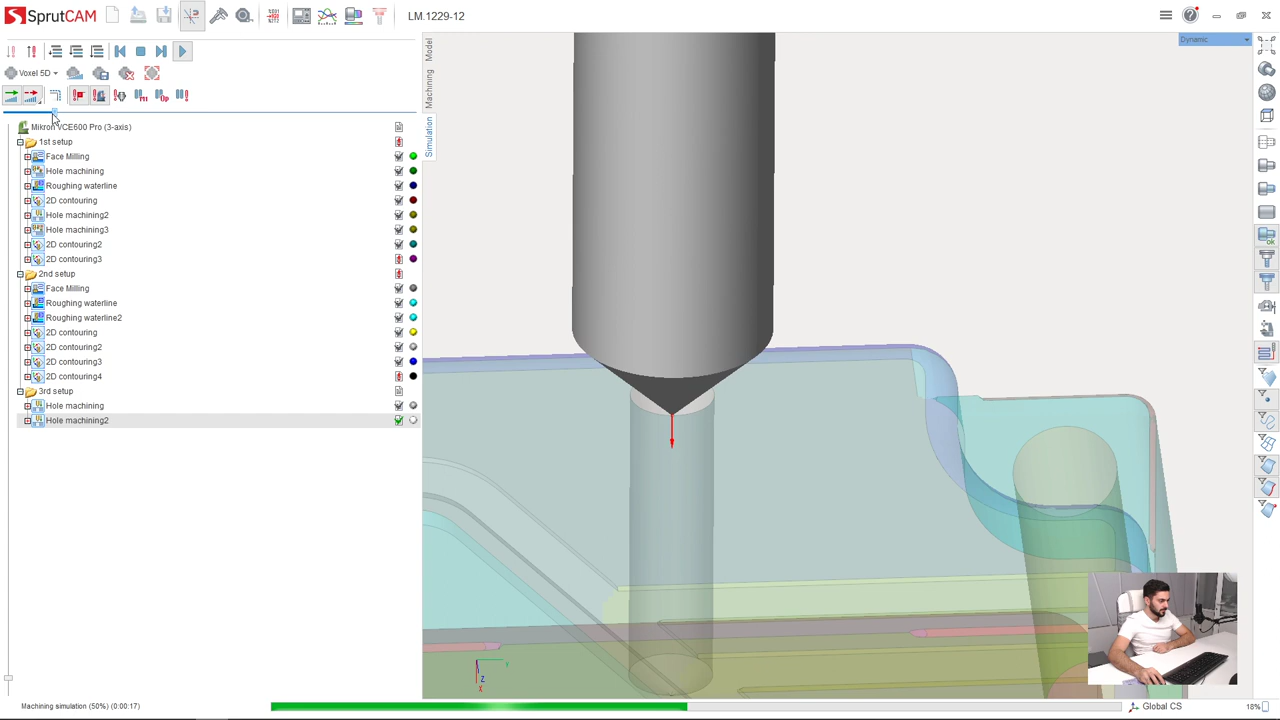 SprutCAM
LM.1229-12
Dynamic
Voxel 5D
Model
Machining
Simulation
Mikron VCE600 Pro (3-axis)
1st setup
Face Milling
Hole machining
Roughing waterline
2D contouring
Hole machining2
Hole machining3
2D contouring2
2D contouring3
2nd setup
Face Milling
Roughing waterline
Roughing waterline2
2D contouring
2D contouring2
2D contouring3
2D contouring4
3rd setup
Hole machining
Hole machining2
Y
Z
X
ok
Machining simulation (50%) (0:00:17)
Global CS
18%